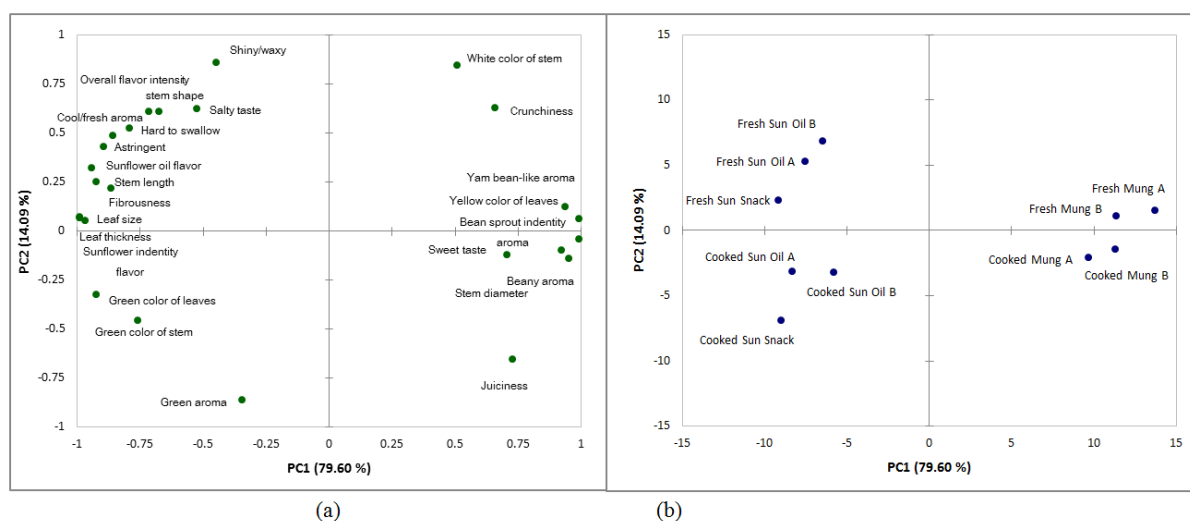 1
0.75
0.5
0.25
0
-0.25
-0.5
-0.75
-1
PC2 (14.09 %)
Shiny/waxy
White color of stem
Overall flavor intensity
stem shape
Salty taste
Crunchiness
Cool/fresh aroma
Hard to swallow
Astringent
Sunflower oil flavor
Yam bean-like aroma
Stem length
Fibrousness
Yellow color of leaves
Leaf size
Bean sprout indentity
Leaf thickness
aroma
Sunflower indentity
Sweet taste
flavor
Beany aroma
Green color of leaves
Stem diameter
Green color of stem
Juiciness
Green aroma
-1
-0.75
-0.5
-0.25
0
0.25
0.5
0.75
1
PC1 (79.60 %)
(a)
15
10
5
0
-5
-10
-15
PC2 (14.09 %)
Fresh Sun Oil B
Fresh Sun Oil A
Fresh Sun Snack
Fresh Mung A
Fresh Mung B
Cooked Sun Oil A
Cooked Mung A
Cooked Mung B
Cooked Sun Oil B
Cooked Sun Snack
-15
-10
-5
0
5
10
15
PC1 (79.60 %)
(b)